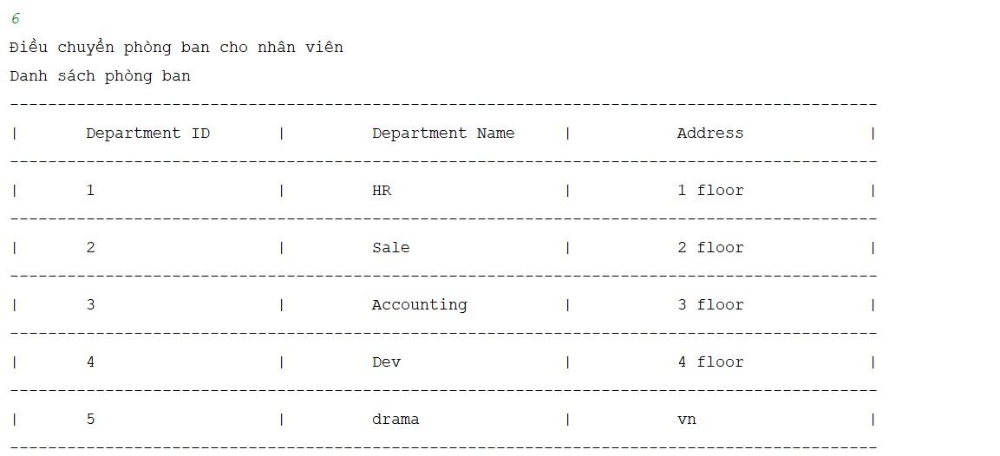 6
Điều chuyển phòng ban cho nhân viên
Danh sách phòng ban
-------------------------------------------------------------------------------------------
| Department ID | Department Name | Address |
-------------------------------------------------------------------------------------------
| 1 | HR | 1 floor |
-------------------------------------------------------------------------------------------
| 2 | Sale | 2 floor |
-------------------------------------------------------------------------------------------
| 3 | Accounting | 3 floor |
-------------------------------------------------------------------------------------------
| 4 | Dev | 4 floor |
-------------------------------------------------------------------------------------------
| 5 | drama | vn |
-------------------------------------------------------------------------------------------